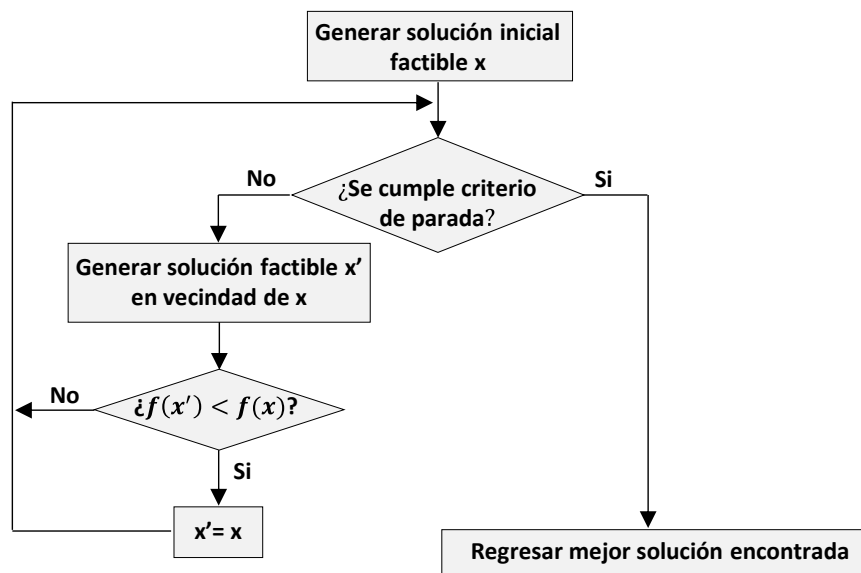 Generar solución inicial
factible x
¿Se cumple criterio
de parada?
No
Si
Generar solución factible x’
en vecindad de x
¿f(x′) < f(x)?
No
Si
x’= x
Regresar mejor solución encontrada